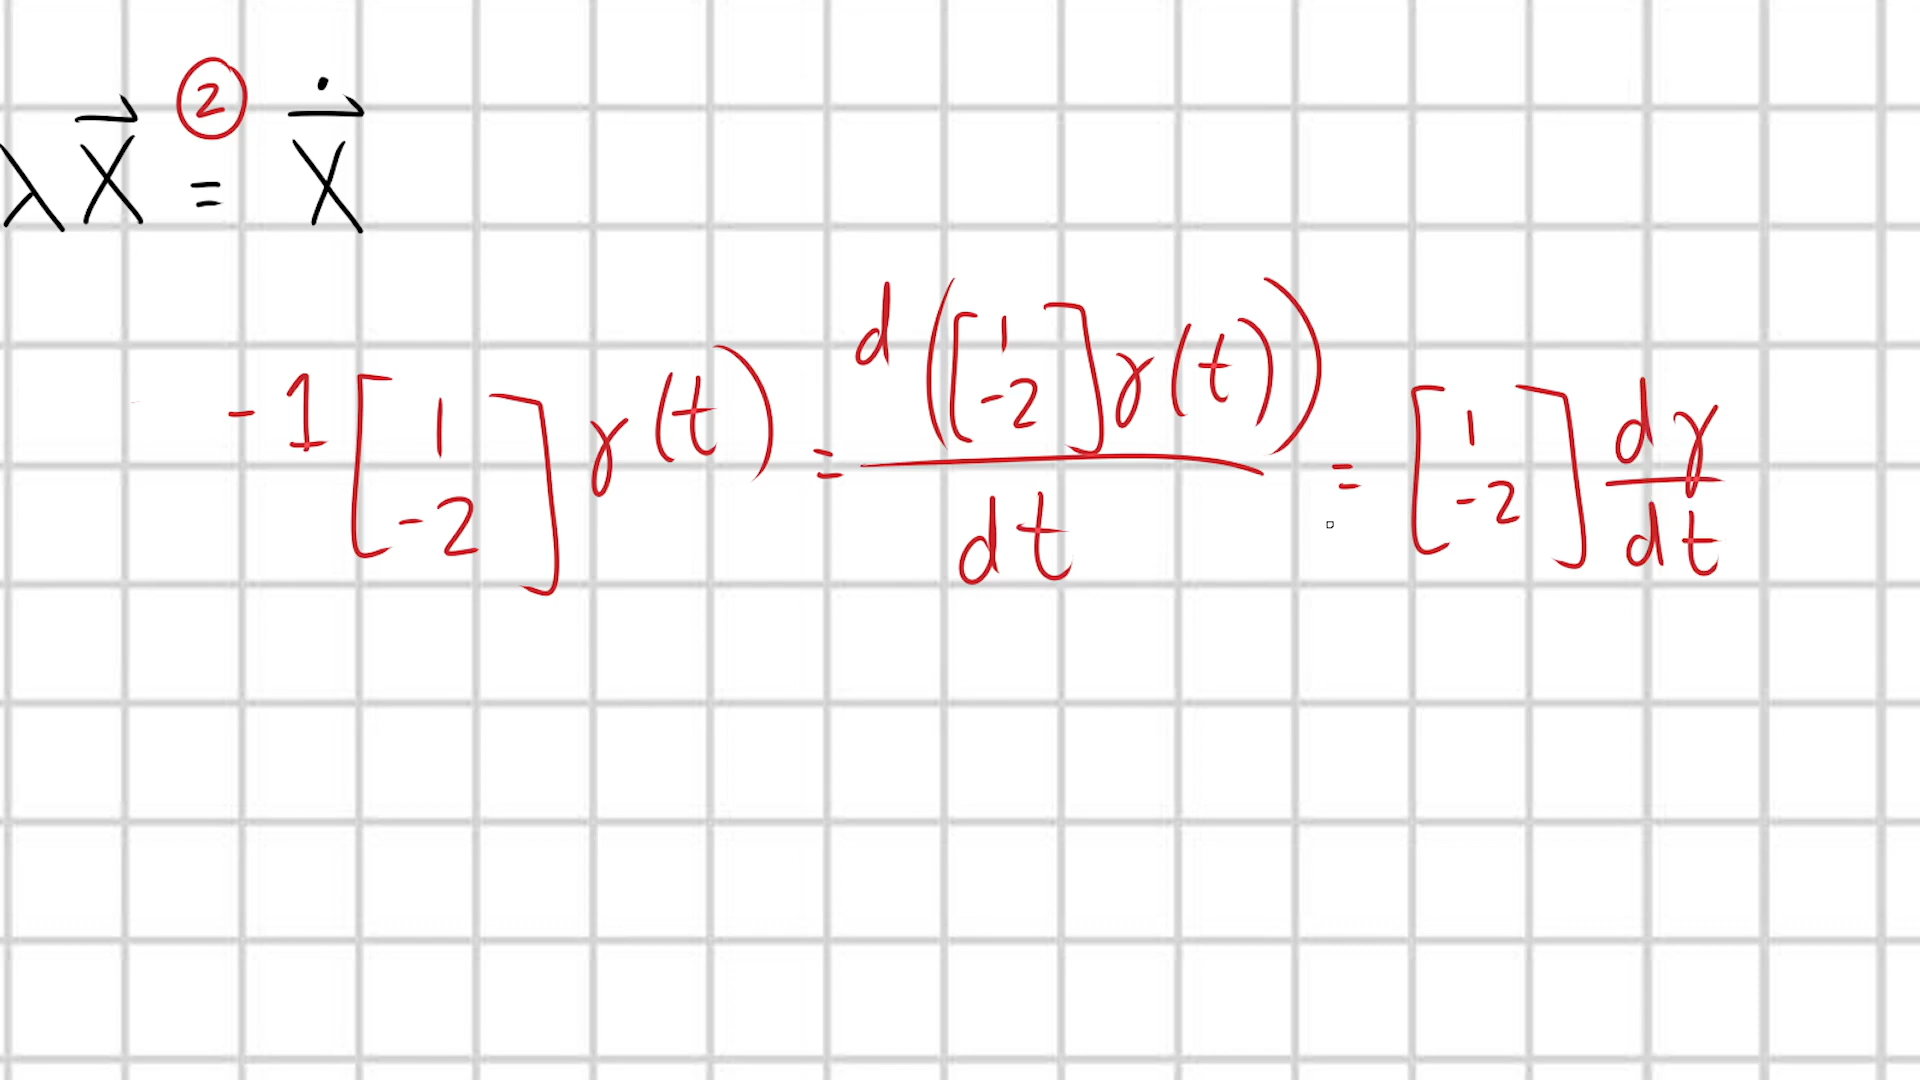 λX⃗ =② Ẋ⃗
-1 [1 -2] γ(t) = d([1 -2] γ(t)) / dt = [1 -2] dγ/dt